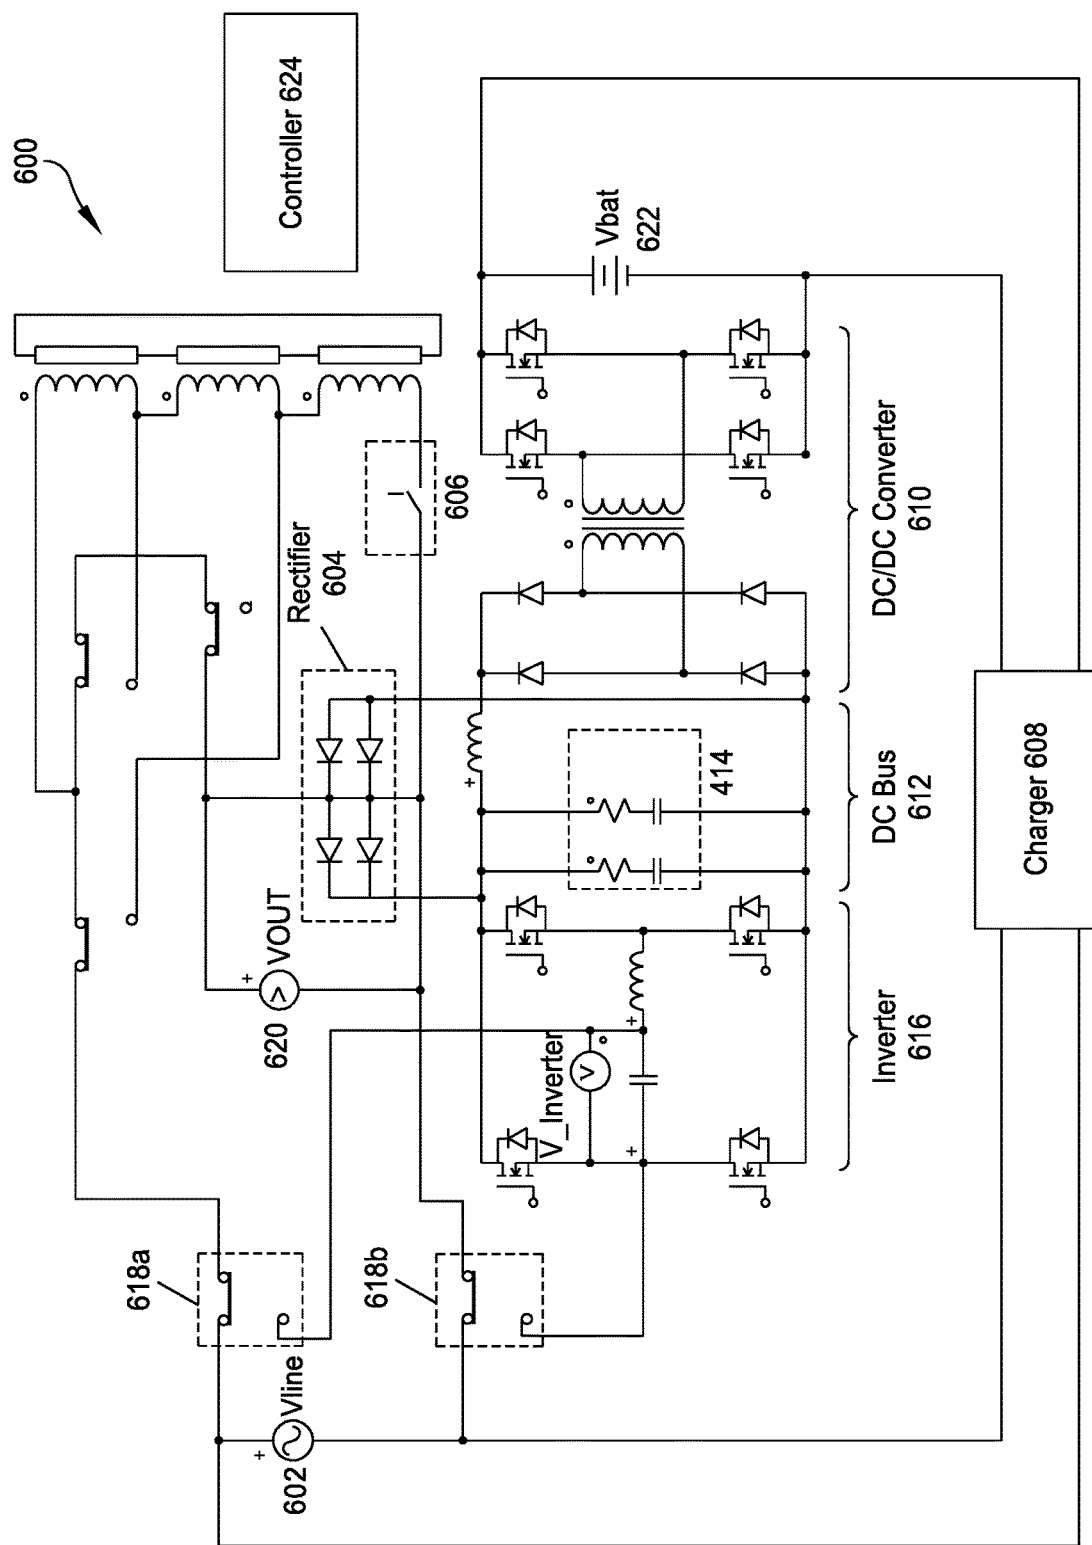 600
Controller 624
Vbat
622
606
Rectifier
604
618a
618b
Vline
602
+
+
VOUT
V
620
+
414
V_Inverter
V
+
+
DC/DC Converter
610
DC Bus
612
Inverter
616
Charger 608